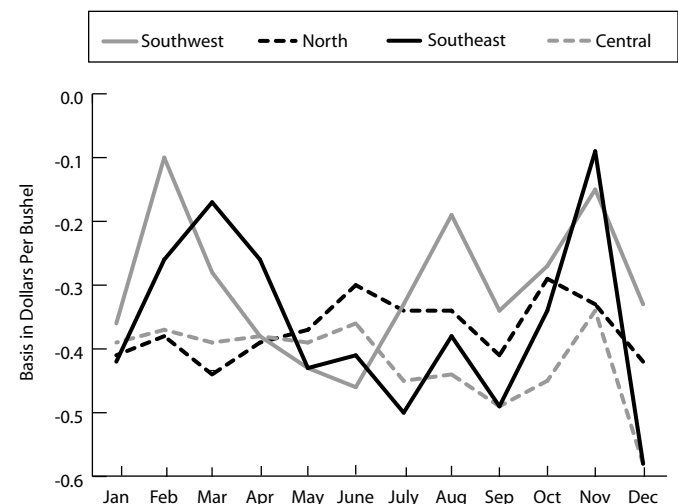 Southwest North Southeast Central
0.0
-0.1
-0.2
-0.3
-0.4
-0.5
-0.6
Basis in Dollars Per Bushel
Jan Feb Mar Apr May June July Aug Sep Oct Nov Dec